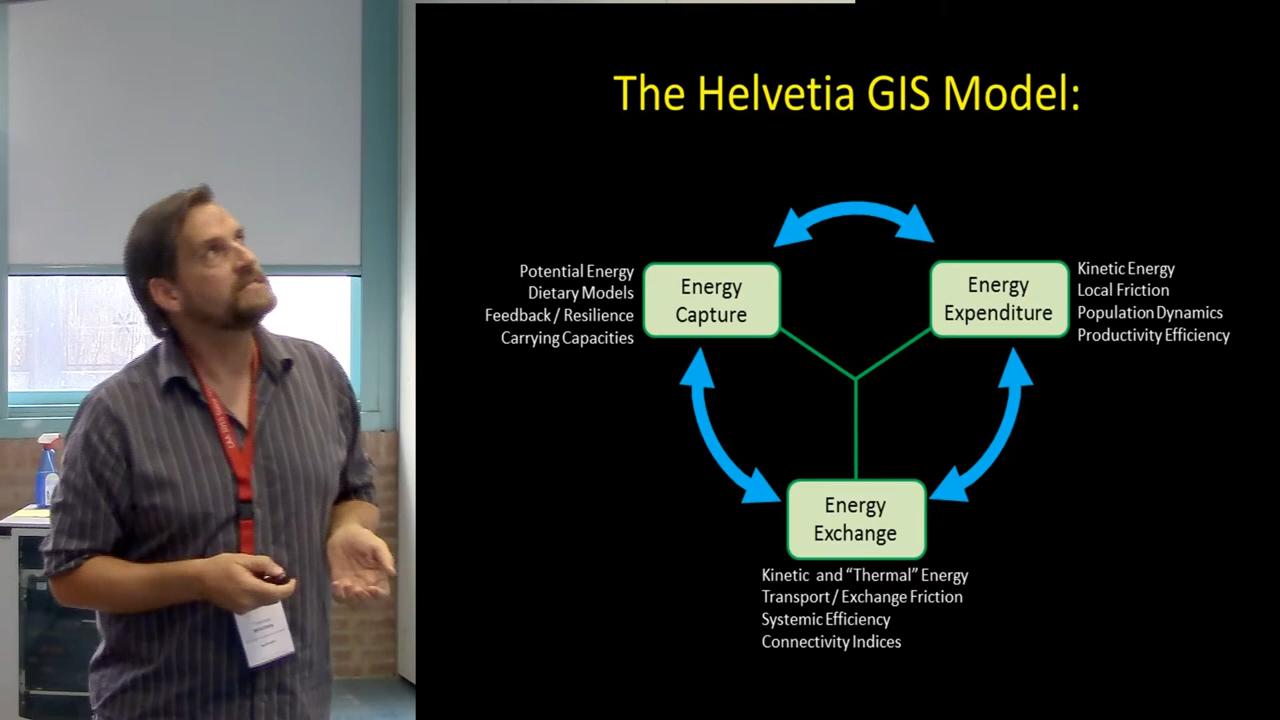 The Helvetia GIS Model:
Potential Energy
Dietary Models
Feedback / Resilience
Carrying Capacities
Energy
Capture
Energy
Expenditure
Kinetic Energy
Local Friction
Population Dynamics
Productivity Efficiency
Energy
Exchange
Kinetic and “Thermal” Energy
Transport / Exchange Friction
Systemic Efficiency
Connectivity Indices